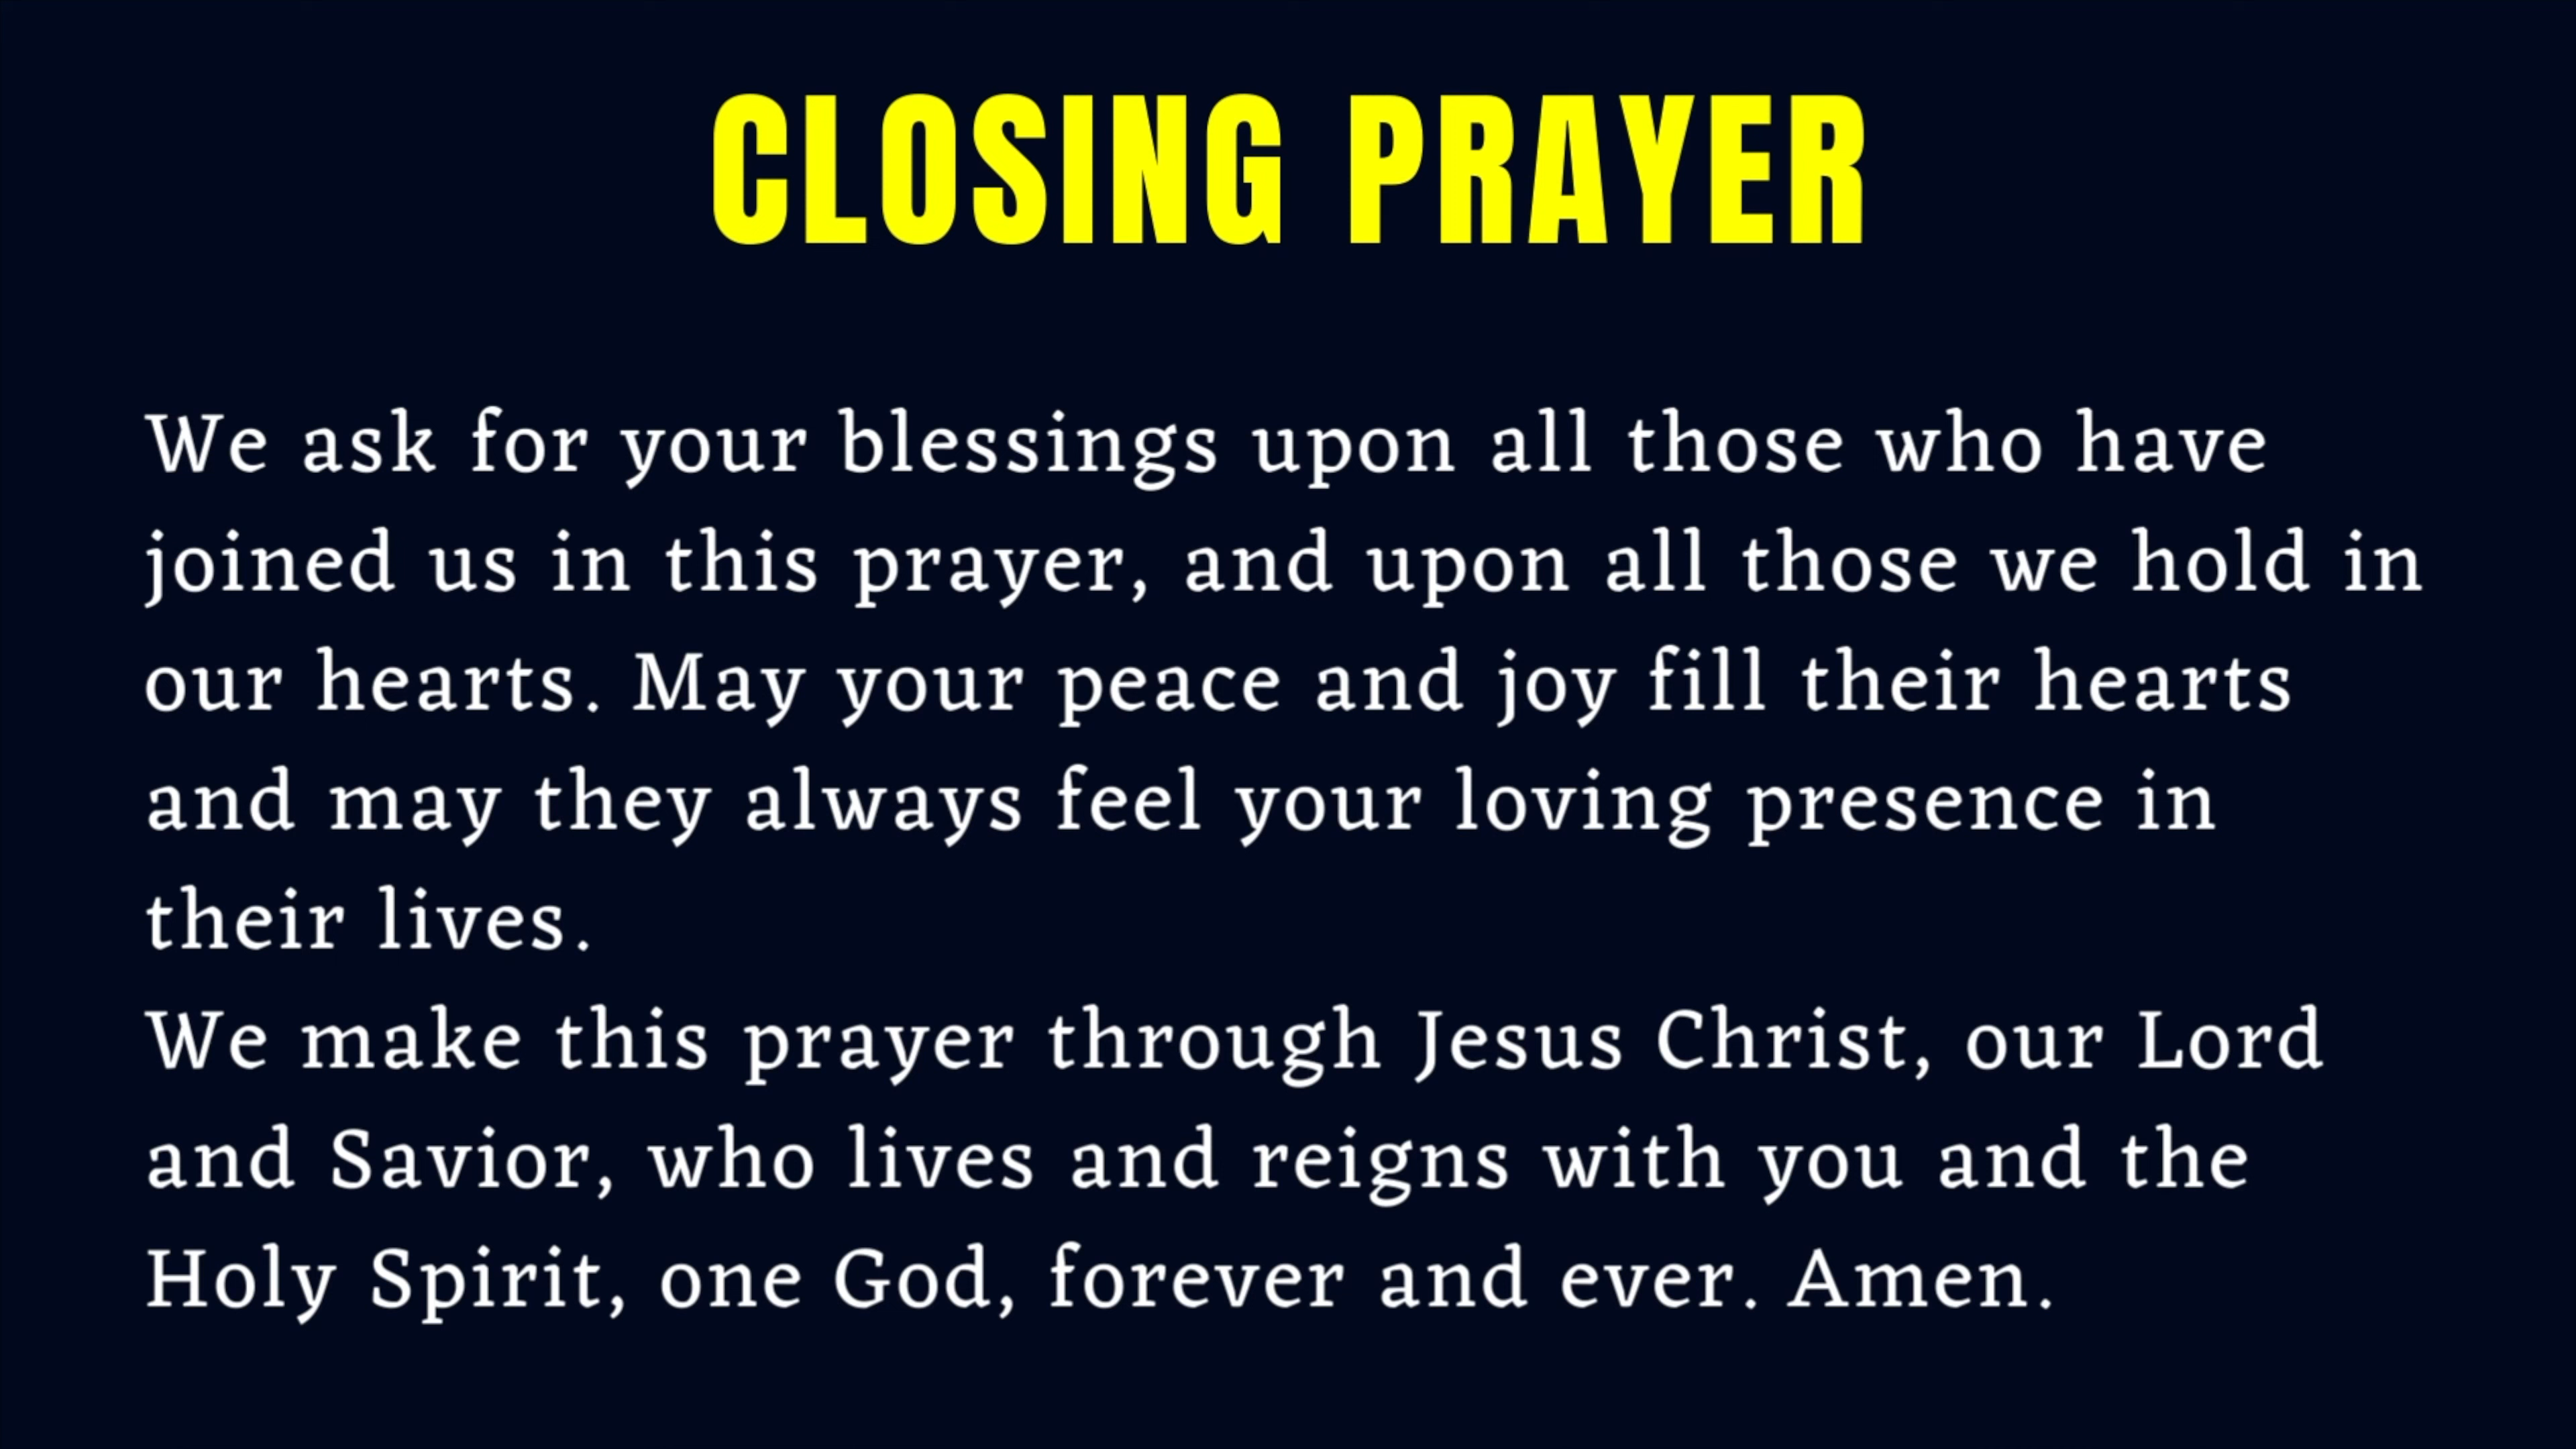 CLOSING PRAYER
We ask for your blessings upon all those who have
joined us in this prayer, and upon all those we hold in
our hearts. May your peace and joy fill their hearts
and may they always feel your loving presence in
their lives.
We make this prayer through Jesus Christ, our Lord
and Savior, who lives and reigns with you and the
Holy Spirit, one God, forever and ever. Amen.